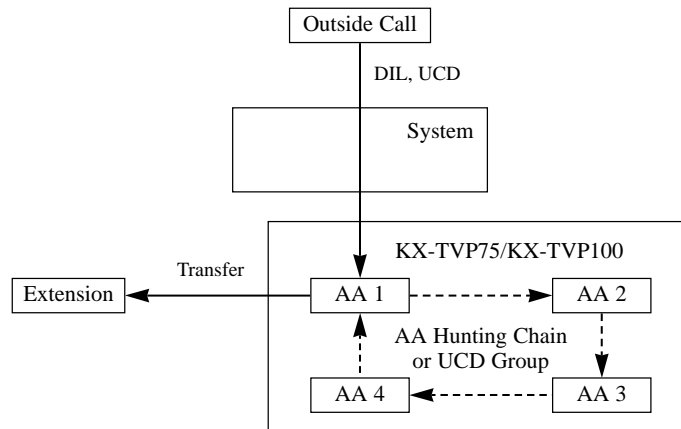 Outside Call
DIL, UCD
System
KX-TVP75/KX-TVP100
Transfer
Extension
AA 1
AA 2
AA Hunting Chain
or UCD Group
AA 4
AA 3